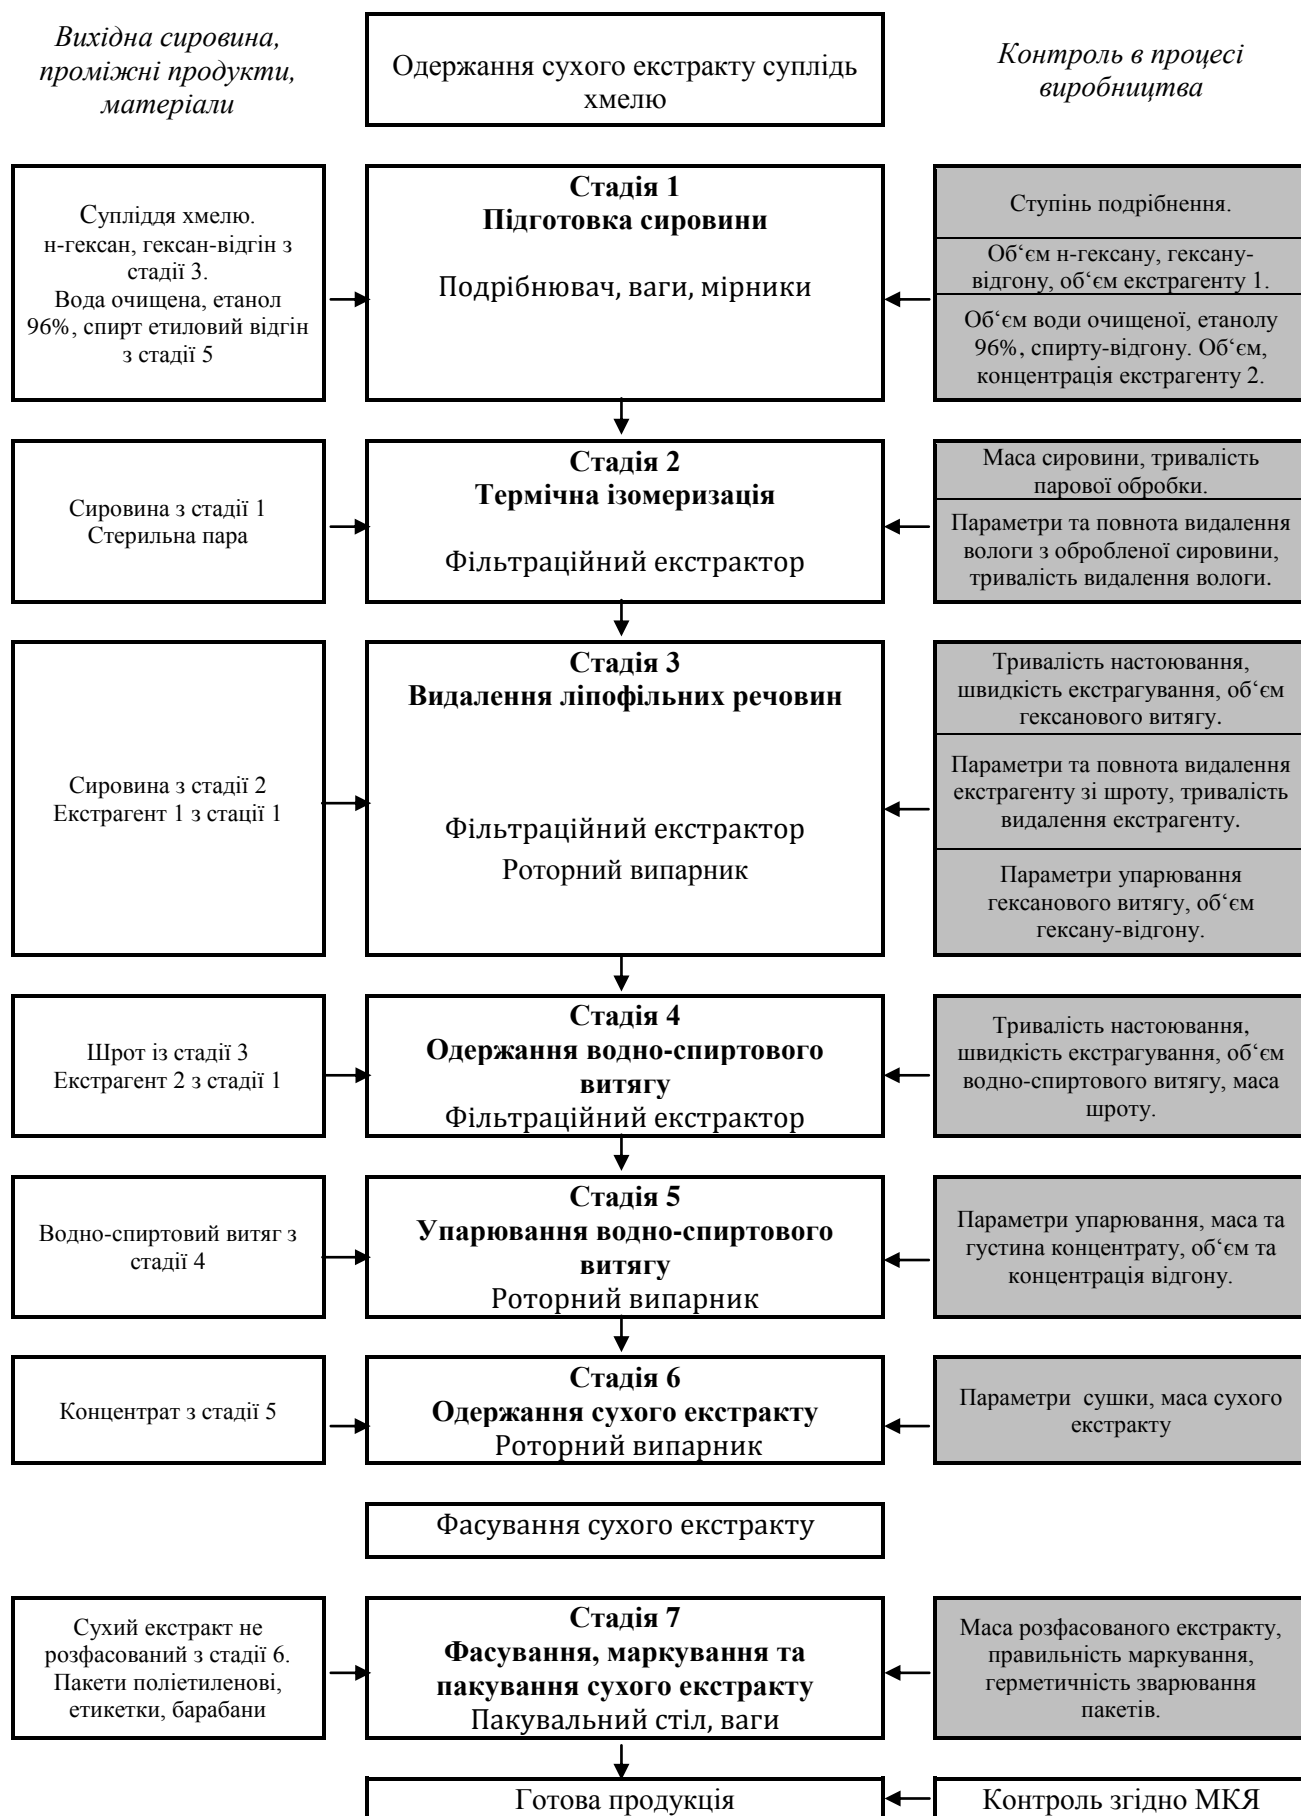 Вихідна сировина,
проміжні продукти,
матеріали
Одержання сухого екстракту суплідь
хмелю
Контроль в процесі
виробництва
Супліддя хмелю.
н-гексан, гексан-відгін з
стадії 3.
Вода очищена, етанол
96%, спирт етиловий відгін
з стадії 5
Стадія 1
Підготовка сировини
Подрібнювач, ваги, мірники
Ступінь подрібнення.
Об‘єм н-гексану, гексану-
відгону, об‘єм екстрагенту 1.
Об‘єм води очищеної, етанолу
96%, спирту-відгону. Об‘єм,
концентрація екстрагенту 2.
Сировина з стадії 1
Стерильна пара
Стадія 2
Термічна ізомеризація
Фільтраційний екстрактор
Маса сировини, тривалість
парової обробки.
Параметри та повнота видалення
вологи з обробленої сировини,
тривалість видалення вологи.
Сировина з стадії 2
Екстрагент 1 з стації 1
Стадія 3
Видалення ліпофільних речовин
Фільтраційний екстрактор
Роторний випарник
Тривалість настоювання,
швидкість екстрагування, об‘єм
гексанового витягу.
Параметри та повнота видалення
екстрагенту зі шроту, тривалість
видалення екстрагенту.
Параметри упарювання
гексанового витягу, об‘єм
гексану-відгону.
Шрот із стадії 3
Екстрагент 2 з стадії 1
Стадія 4
Одержання водно-спиртового
витягу
Фільтраційний екстрактор
Тривалість настоювання,
швидкість екстрагування, об‘єм
водно-спиртового витягу, маса
шроту.
Водно-спиртовий витяг з
стадії 4
Стадія 5
Упарювання водно-спиртового
витягу
Роторний випарник
Параметри упарювання, маса та
густина концентрату, об‘єм та
концентрація відгону.
Концентрат з стадії 5
Стадія 6
Одержання сухого екстракту
Роторний випарник
Параметри сушки, маса сухого
екстракту
Фасування сухого екстракту
Сухий екстракт не
розфасований з стадії 6.
Пакети поліетиленові,
етикетки, барабани
Стадія 7
Фасування, маркування та
пакування сухого екстракту
Пакувальний стіл, ваги
Маса розфасованого екстракту,
правильність маркування,
герметичність зварювання
пакетів.
Готова продукція
Контроль згідно МКЯ